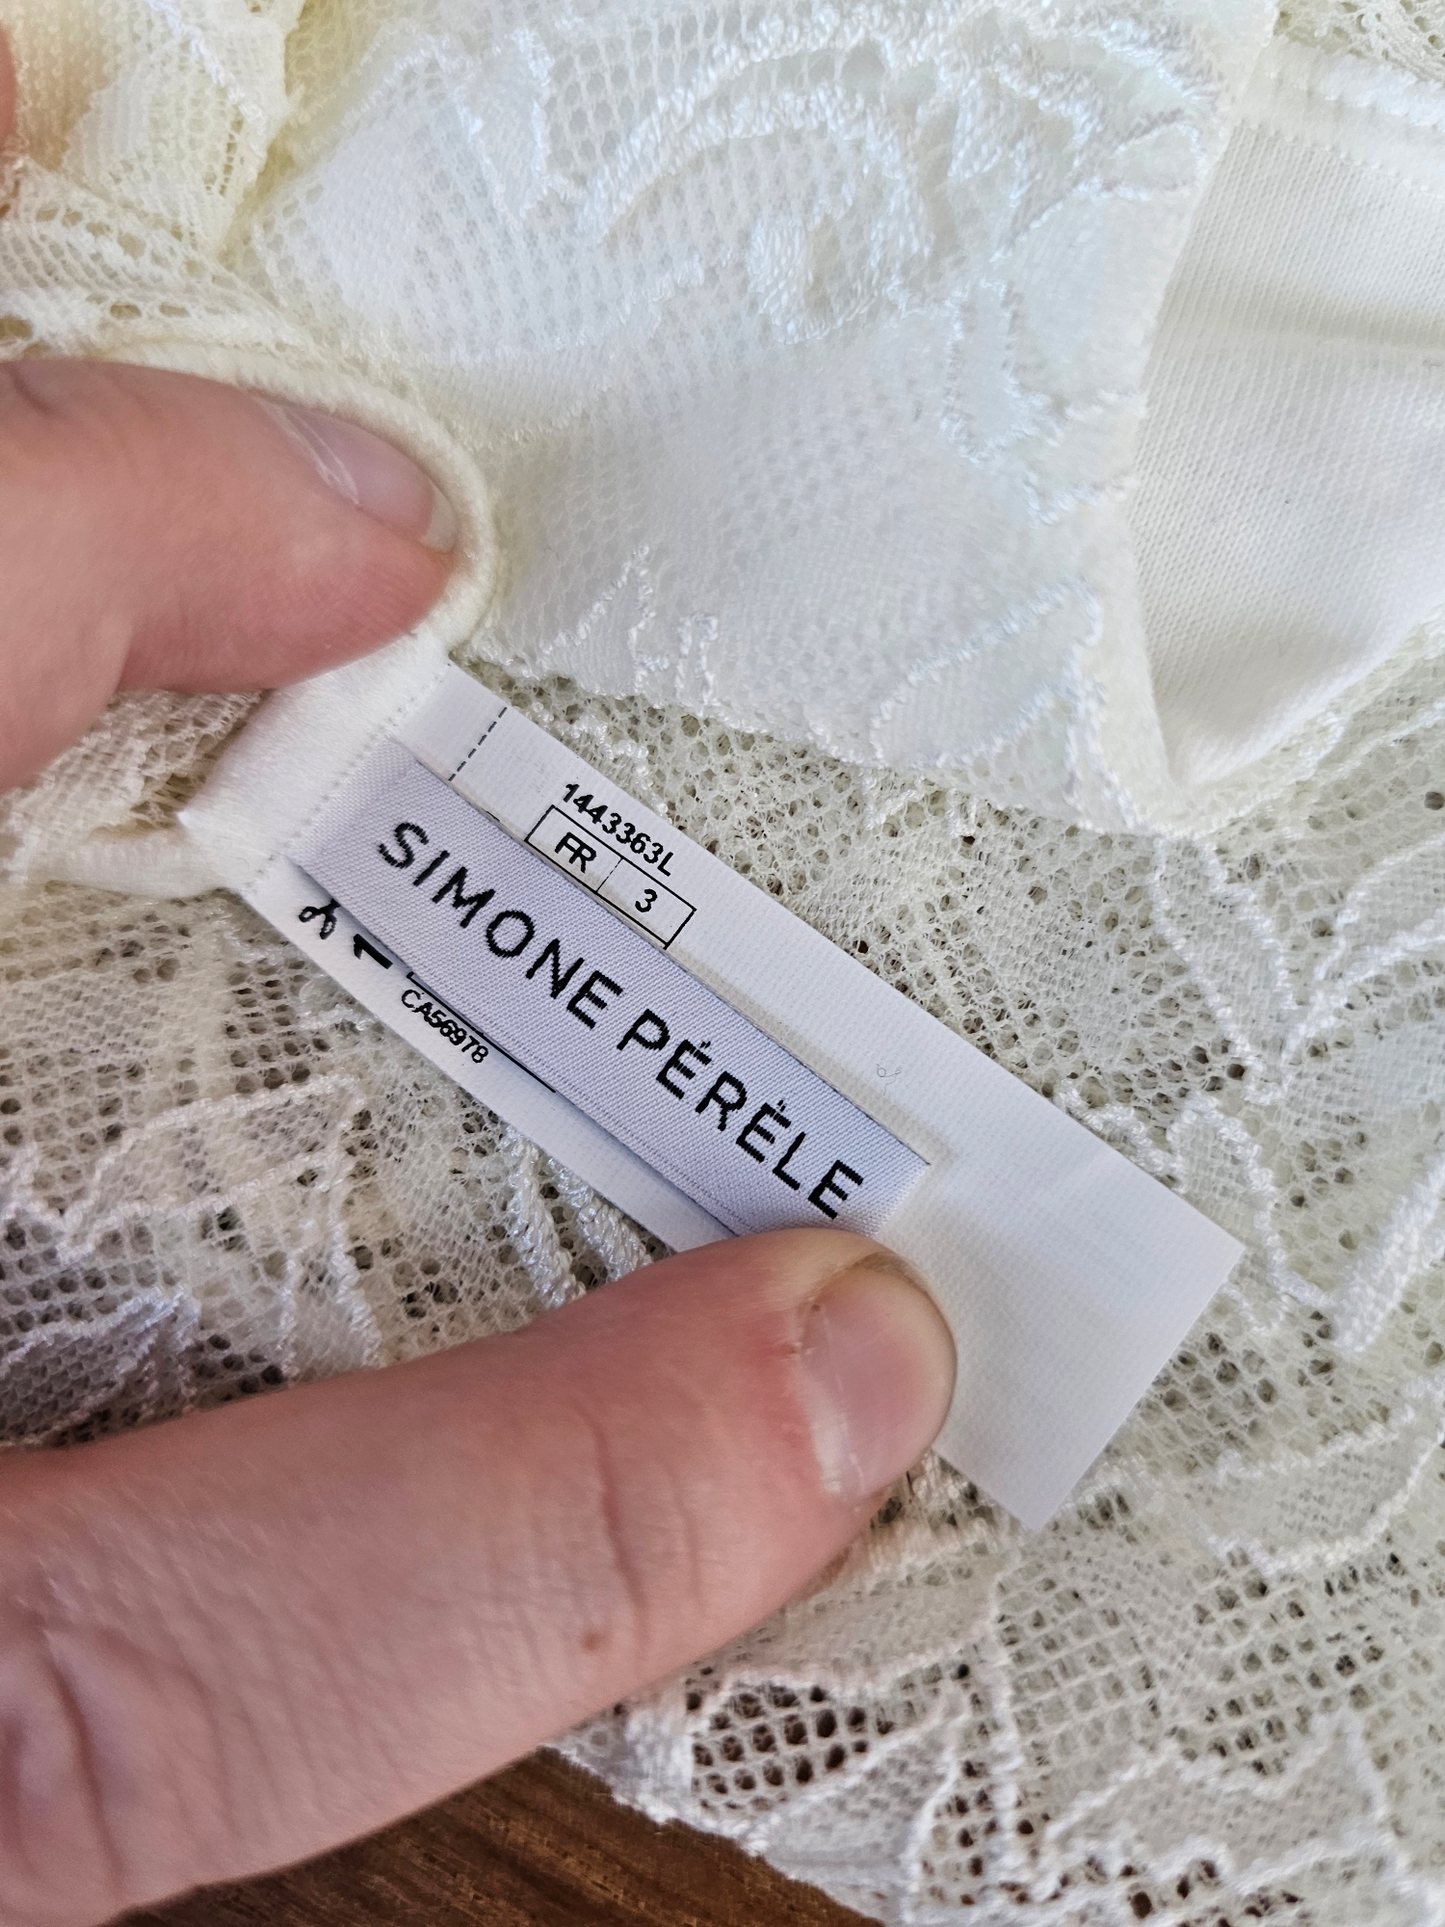 1443363L
FR 3
SIMONE PÉRÈLE
CA56978